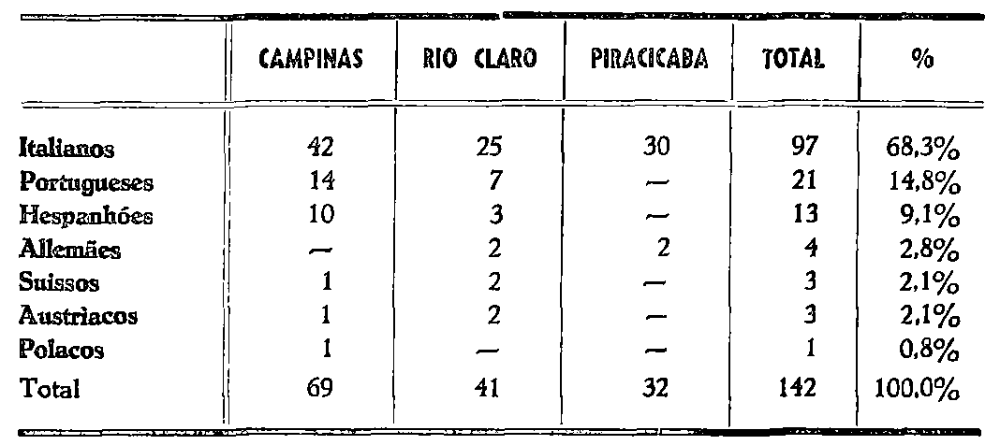 CAMPINAS RIO CLARO PIRACICABA TOTAL %
Italianos 42 25 30 97 68,3%
Portugueses 14 7 — 21 14,8%
Hespanhóes 10 3 — 13 9,1%
Allemães — 2 2 4 2,8%
Suissos 1 2 — 3 2,1%
Austriacos 1 2 — 3 2,1%
Polacos 1 — — 1 0,8%
Total 69 41 32 142 100,0%